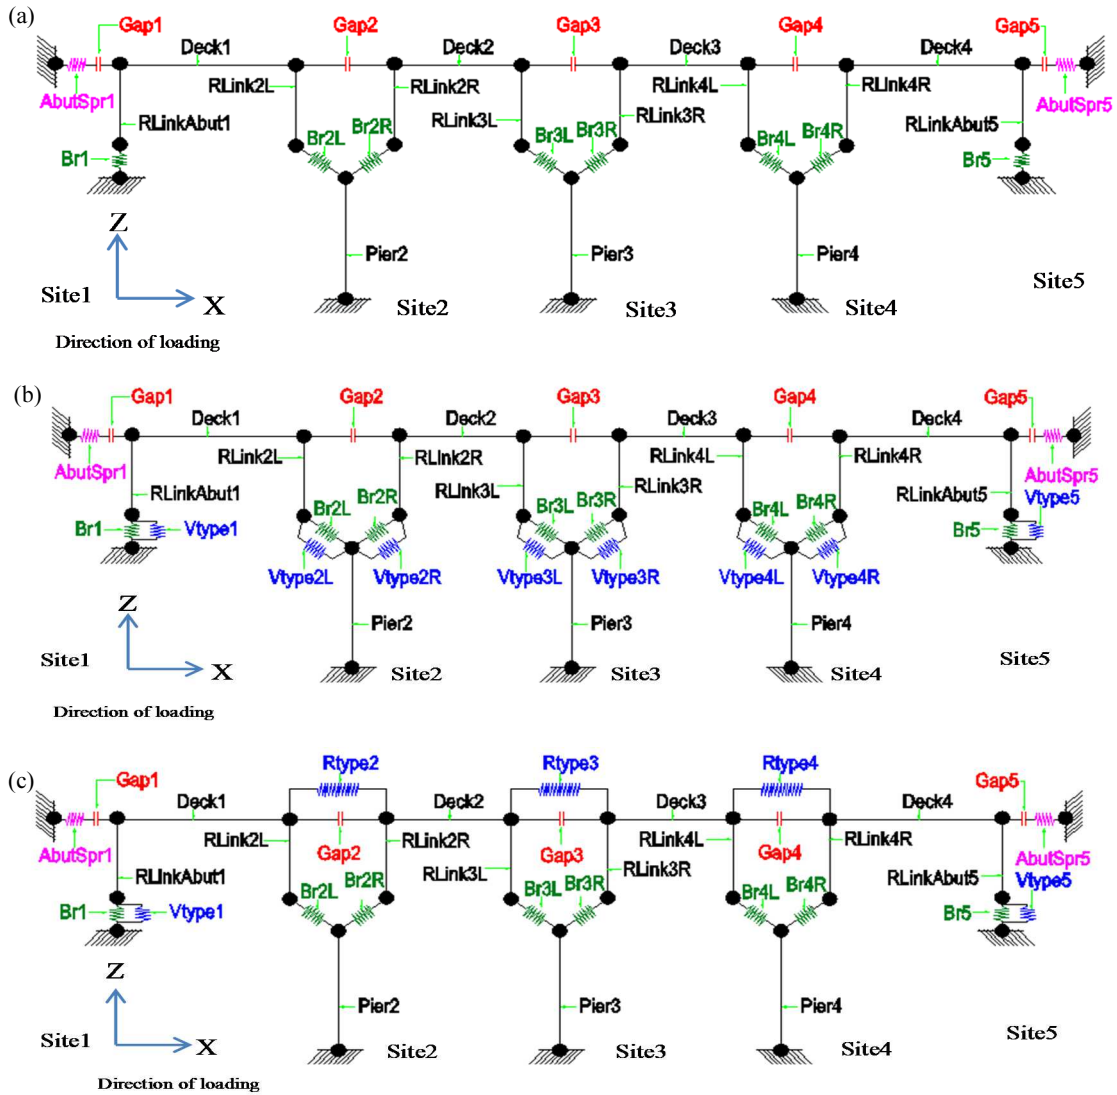 (a)
Gap1
Gap2
Gap3
Gap4
Gap5
Deck1
Deck2
Deck3
Deck4
AbutSpr1
RLink2L
RLink2R
RLink4L
RLink4R
AbutSpr5
RLinkAbut1
RLink3L
RLink3R
RLinkAbut5
Br1
Br2L
Br2R
Br3L
Br3R
Br4L
Br4R
Br5
Z
X
Pier2
Pier3
Pier4
Site1
Site2
Site3
Site4
Site5
Direction of loading
(b)
Gap1
Gap2
Gap3
Gap4
Gap5
Deck1
Deck2
Deck3
Deck4
AbutSpr1
RLink2L
RLink2R
RLink4L
RLink4R
AbutSpr5
RLinkAbut1
RLink3L
RLink3R
RLinkAbut5
Vtype5
Br1
Vtype1
Br2L
Br2R
Br3L
Br3R
Br4L
Br4R
Br5
Vtype2L
Vtype2R
Vtype3L
Vtype3R
Vtype4L
Vtype4R
Z
X
Pier2
Pier3
Pier4
Site1
Site2
Site3
Site4
Site5
Direction of loading
(c)
Rtype2
Rtype3
Rtype4
Gap1
Gap5
Deck1
Deck2
Deck3
Deck4
AbutSpr1
RLink2L
Gap2
RLink2R
Gap3
RLink4L
Gap4
RLink4R
AbutSpr5
RLinkAbut1
RLink3L
RLink3R
RLinkAbut5
Vtype5
Br1
Vtype1
Br2L
Br2R
Br3L
Br3R
Br4L
Br4R
Br5
Z
X
Pier2
Pier3
Pier4
Site1
Site2
Site3
Site4
Site5
Direction of loading